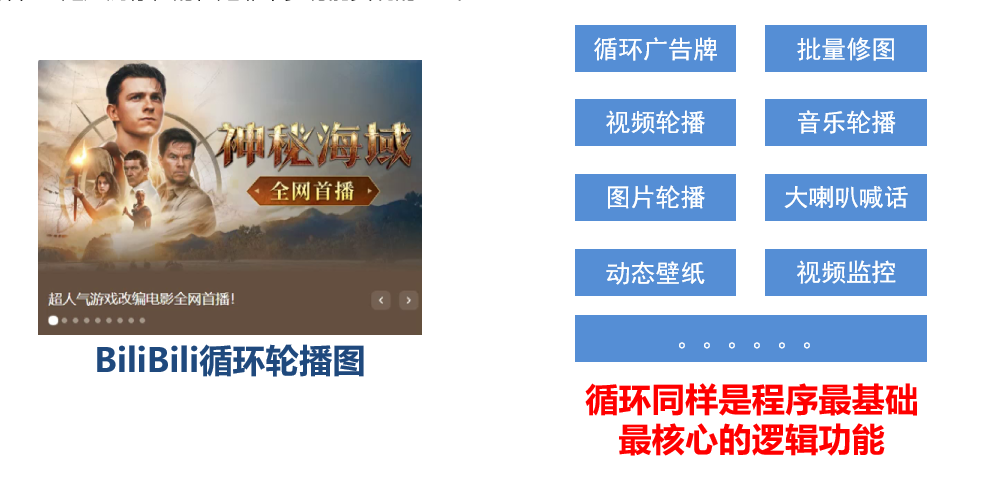 神秘海域
全网首播
超人气游戏改编电影全网首播!
BiliBili循环轮播图
循环广告牌
批量修图
视频轮播
音乐轮播
图片轮播
大喇叭喊话
动态壁纸
视频监控
。。。。。。
循环同样是程序最基础
最核心的逻辑功能